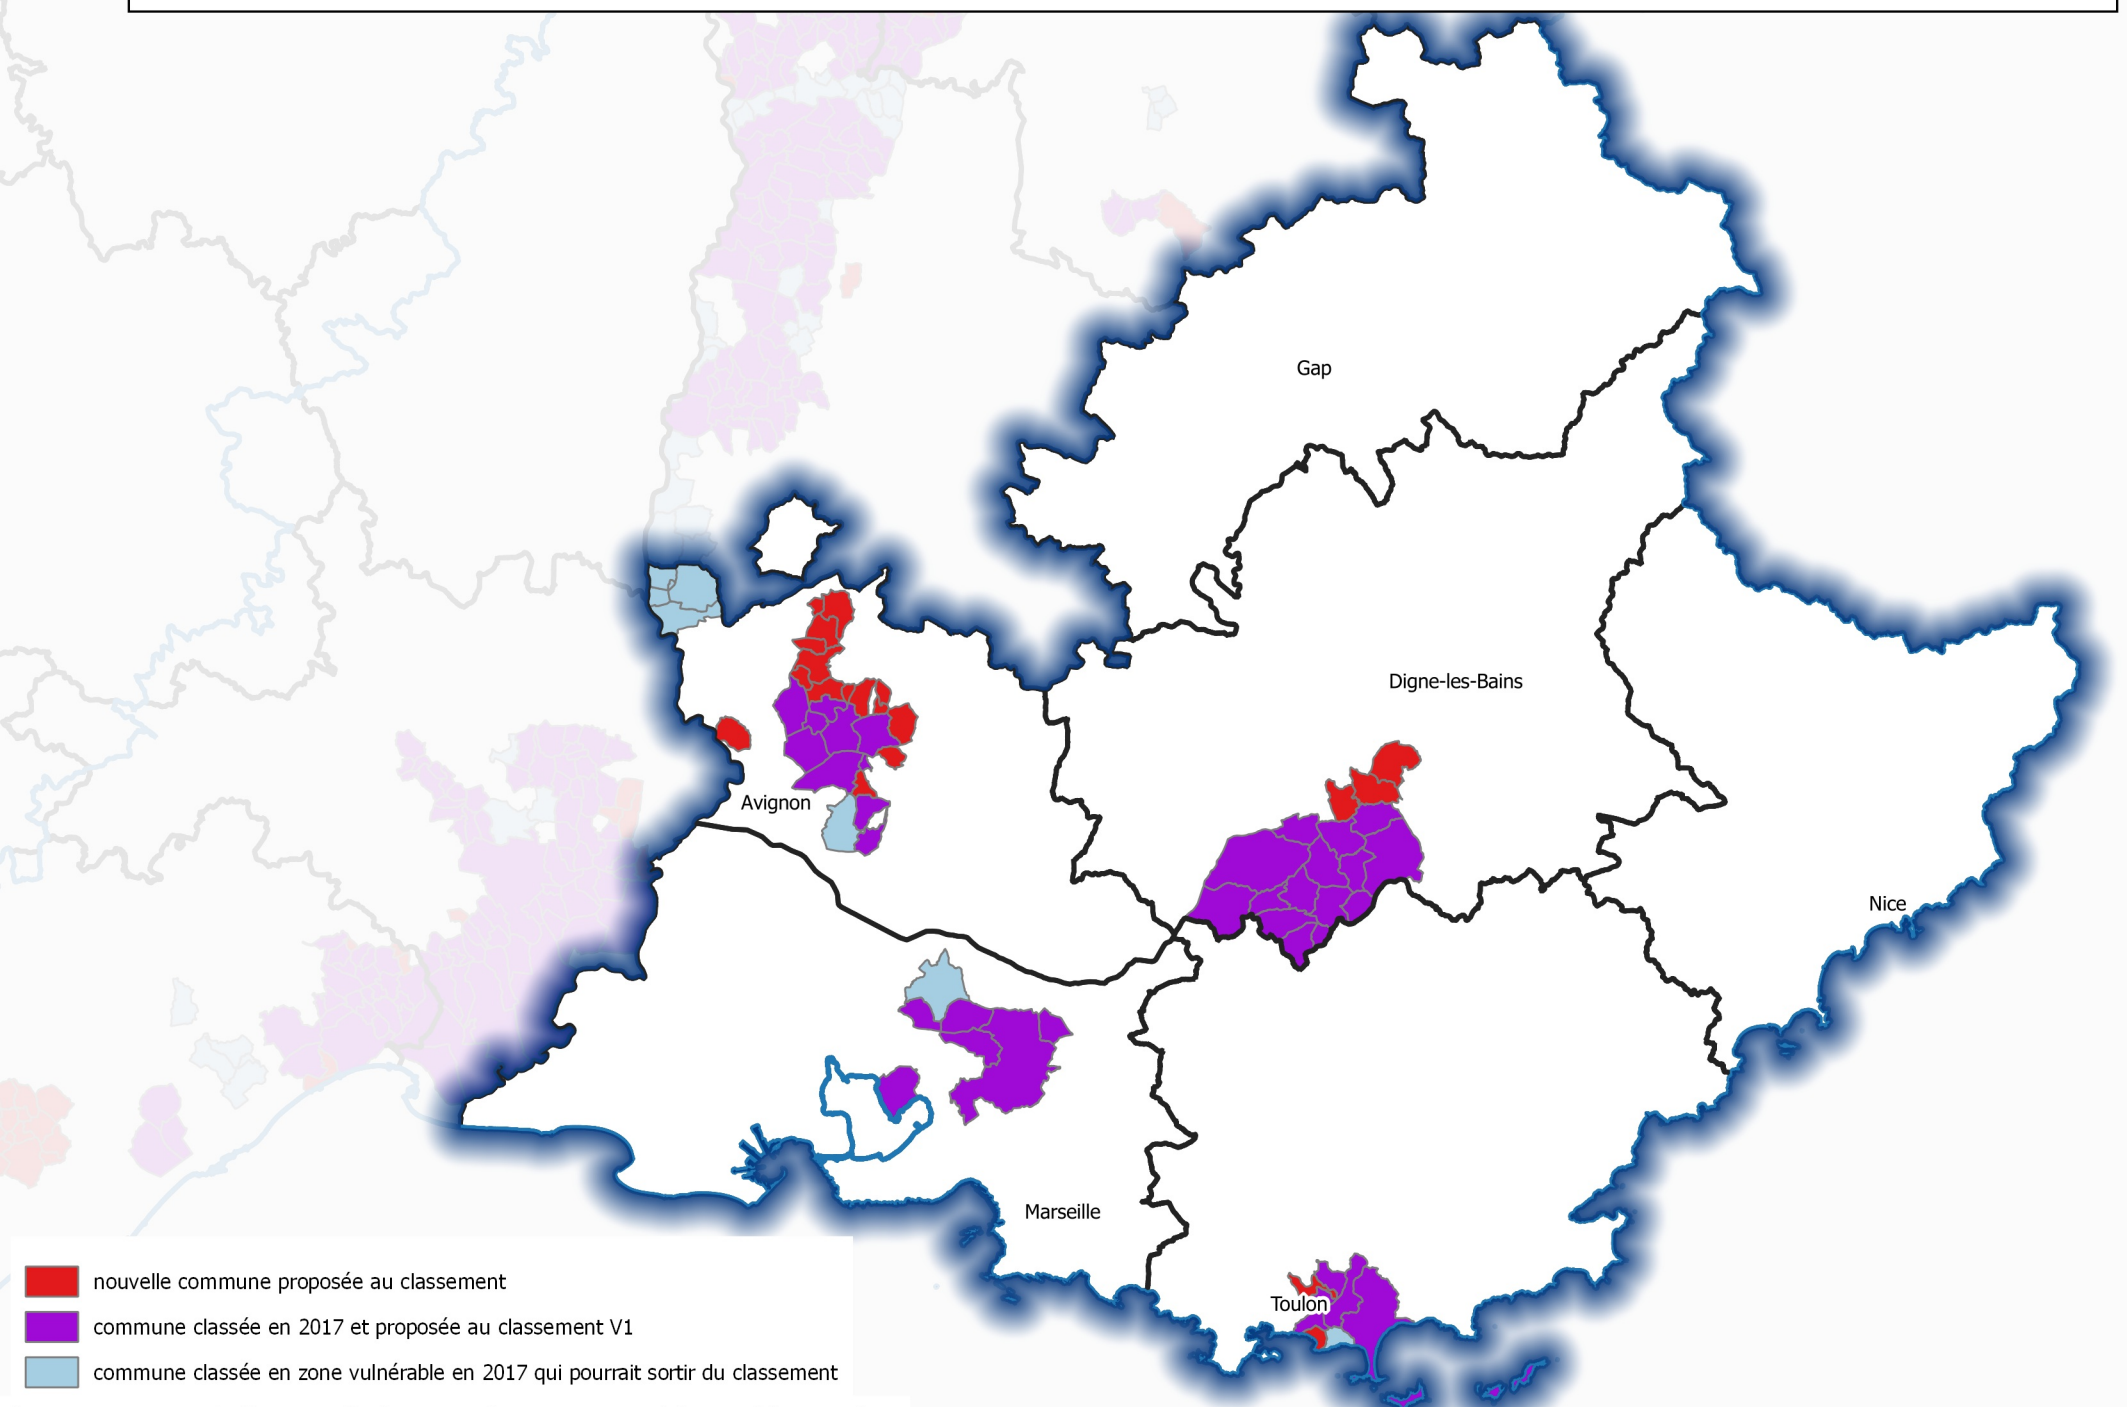 Gap
Digne-les-Bains
Avignon
Nice
Marseille
Toulon
nouvelle commune proposée au classement
commune classée en 2017 et proposée au classement V1
commune classée en zone vulnérable en 2017 qui pourrait sortir du classement